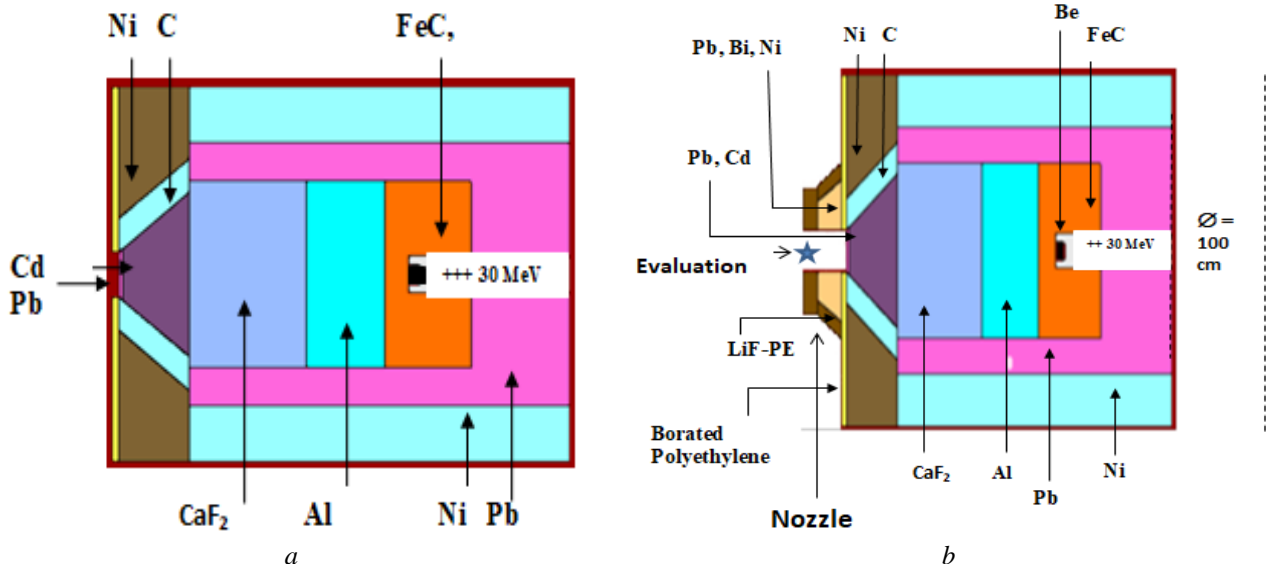 Ni C FeC,
+++ 30 MeV
Cd
Pb
CaF₂ Al Ni Pb
a
Be
Pb, Bi, Ni
Ni C FeC
Pb, Cd
++ 30 MeV
Ø =
100
cm
Evaluation
LiF-PE
Borated
Polyethylene
CaF₂ Al Pb Ni
Nozzle
b